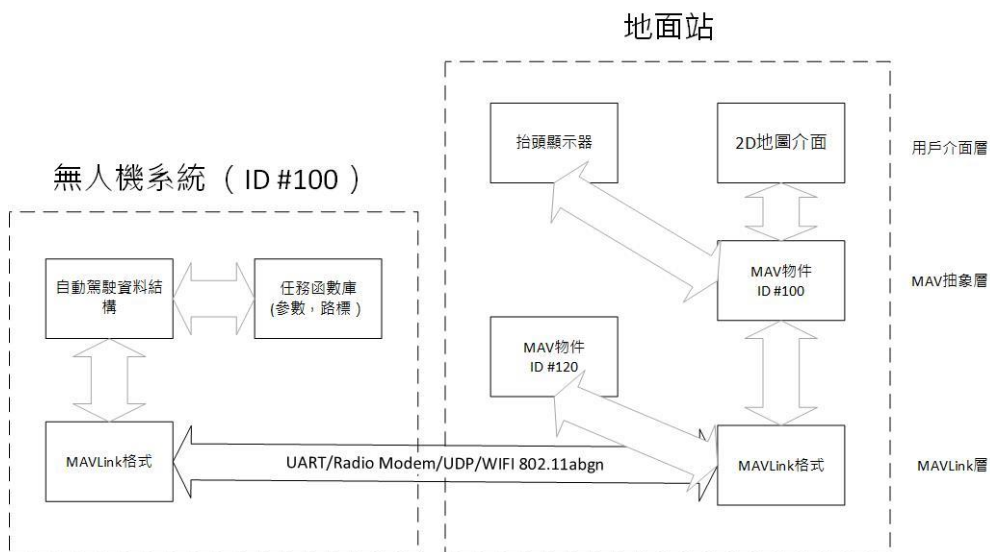 地面站
抬頭顯示器
2D地圖介面
用戶介面層
無人機系統（ID #100）
自動駕駛資料結
構
任務函數庫
(參數，路標）
MAV物件
ID #100
MAV抽象層
MAV物件
ID #120
MAVLink格式
UART/Radio Modem/UDP/WIFI 802.11abgn
MAVLink格式
MAVLink層